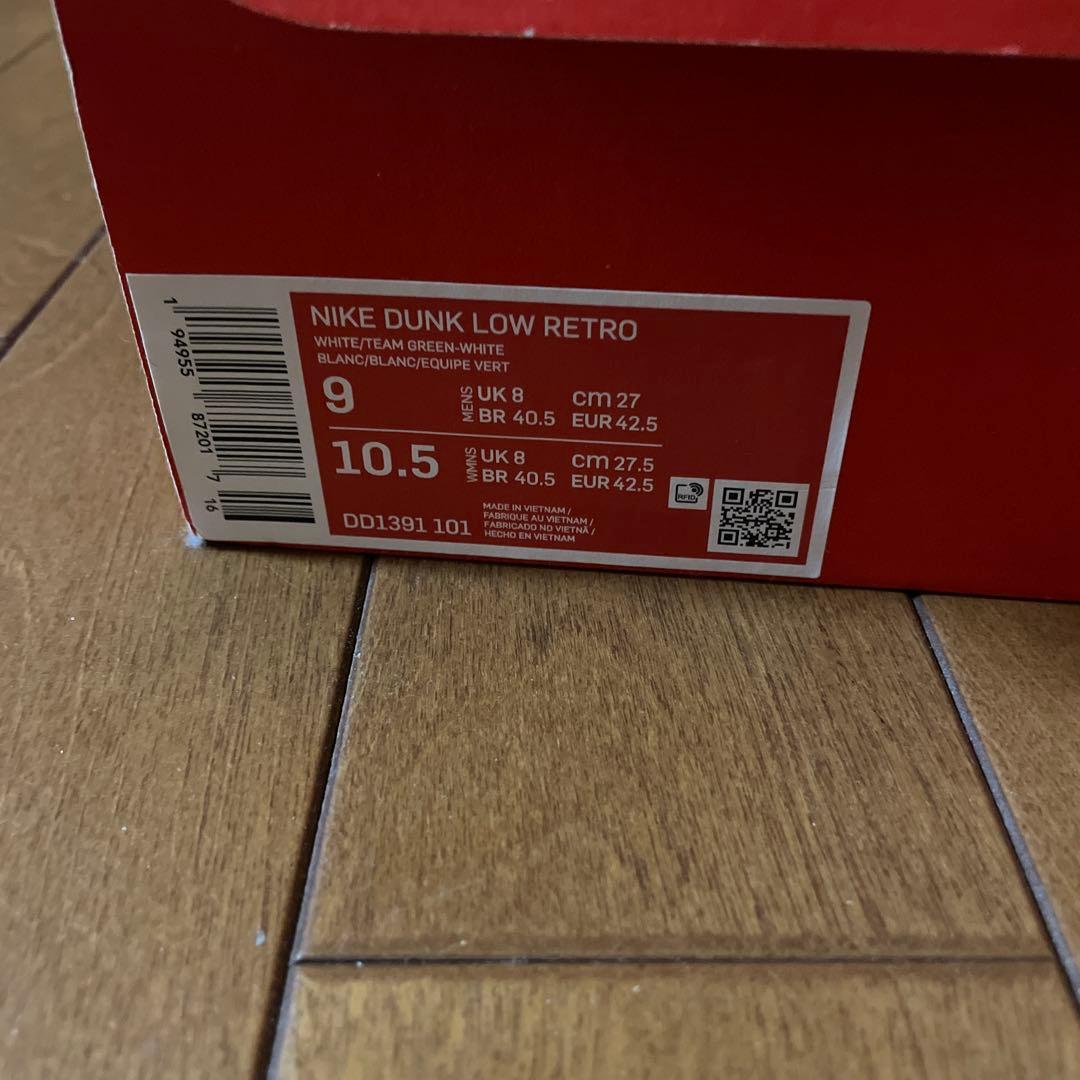 NIKE DUNK LOW RETRO
WHITE/TEAM GREEN-WHITE
BLANC/BLANC/EQUIPE VERT
9 MENS UK 8 cm 27
BR 40.5 EUR 42.5
10.5 WMNS UK 8 cm 27.5
BR 40.5 EUR 42.5
DD1391 101
MADE IN VIETNAM /
FABRIQUE AU VIETNAM /
FABRICADO NO VIETNÃ /
HECHO EN VIETNAM
RFID
1 94955 87201 7 16